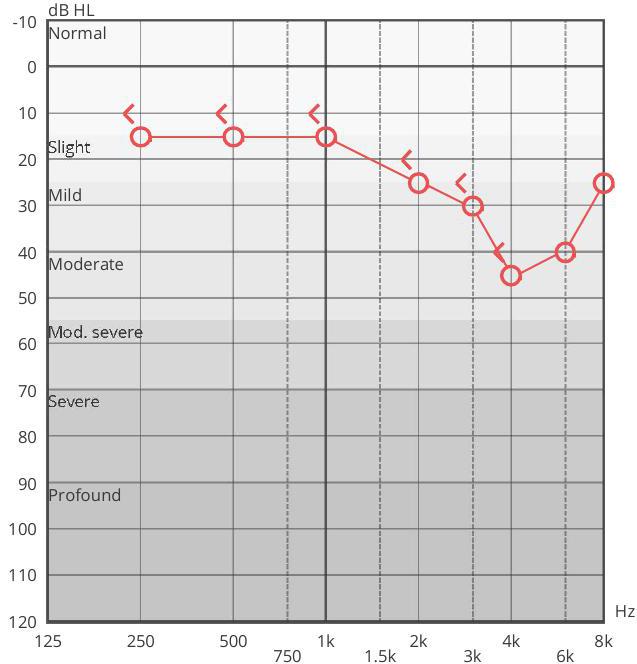 dB HL
-10
Normal
0
10
Slight
20
Mild
30
40
Moderate
50
Mod. severe
60
70
Severe
80
90
Profound
100
110
120
Hz
125 250 500 1k 2k 4k 8k
750 1.5k 3k 6k